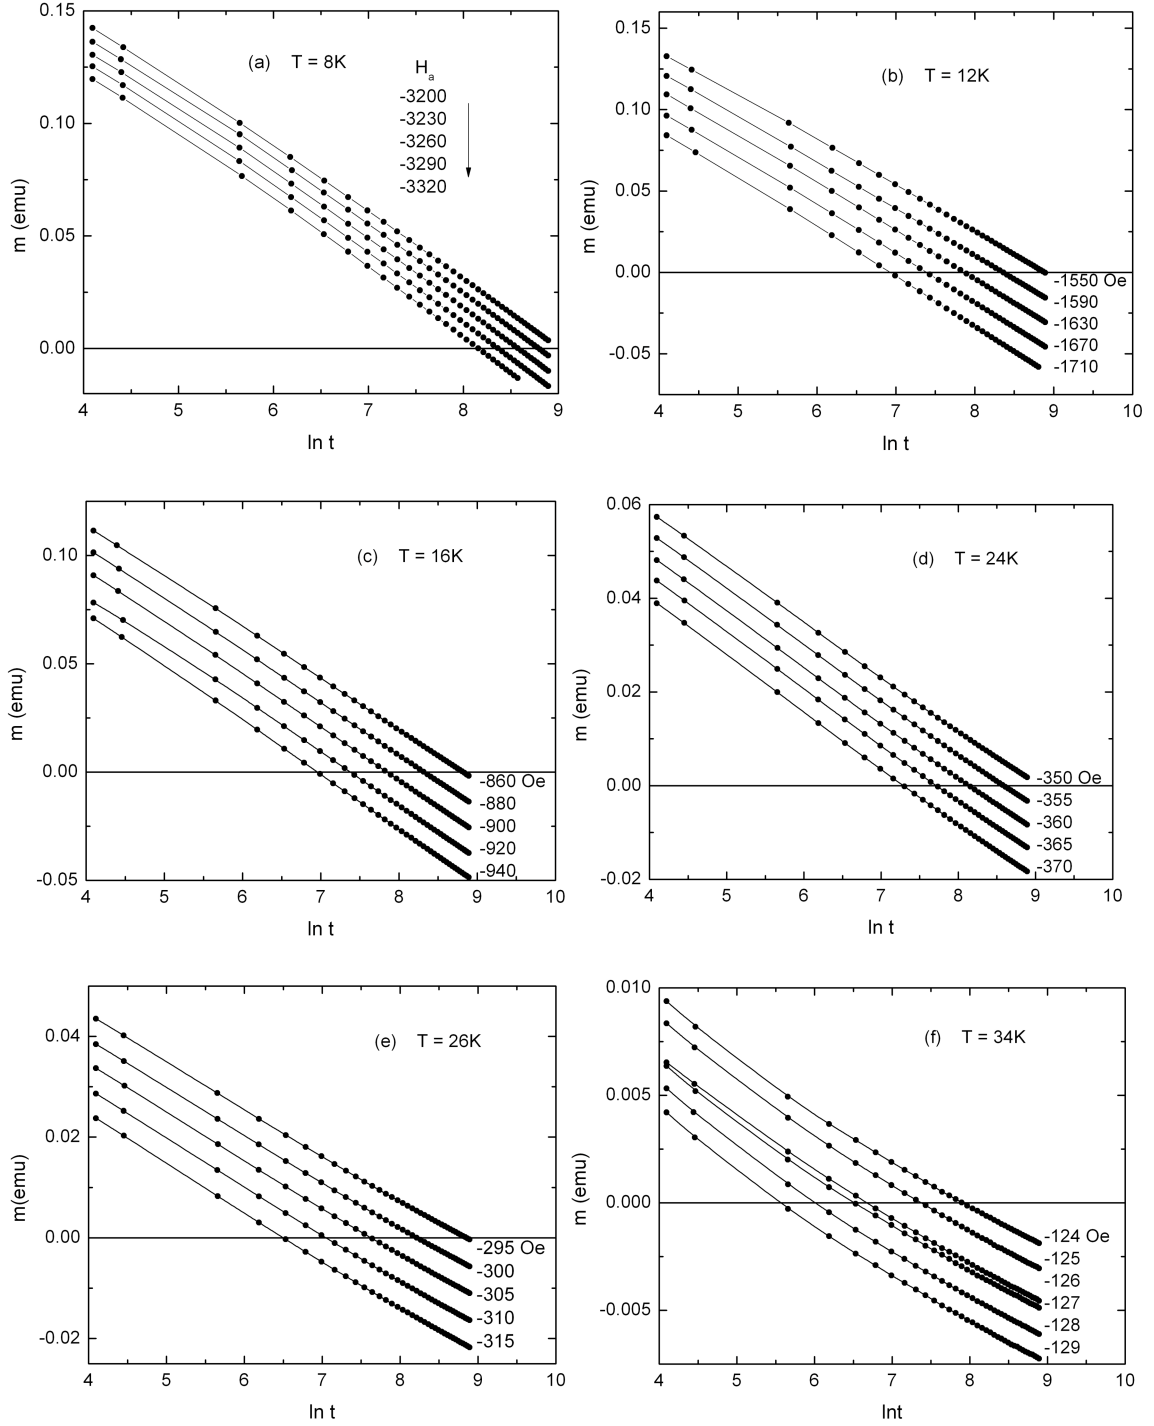 (a) T = 8K
H a
-3200
-3230
-3260
-3290
-3320
0.15
0.10
0.05
0.00
m (emu)
4 5 6 7 8 9
ln t
(b) T = 12K
0.15
0.10
0.05
0.00
-0.05
m (emu)
-1550 Oe
-1590
-1630
-1670
-1710
4 5 6 7 8 9 10
ln t
(c) T = 16K
0.10
0.05
0.00
-0.05
m (emu)
-860 Oe
-880
-900
-920
-940
4 5 6 7 8 9 10
ln t
(d) T = 24K
0.06
0.04
0.02
0.00
-0.02
m (emu)
-350 Oe
-355
-360
-365
-370
4 5 6 7 8 9 10
ln t
(e) T = 26K
0.04
0.02
0.00
-0.02
m(emu)
-295 Oe
-300
-305
-310
-315
4 5 6 7 8 9 10
ln t
(f) T = 34K
0.010
0.005
0.000
-0.005
m (emu)
-124 Oe
-125
-126
-127
-128
-129
4 5 6 7 8 9 10
lnt